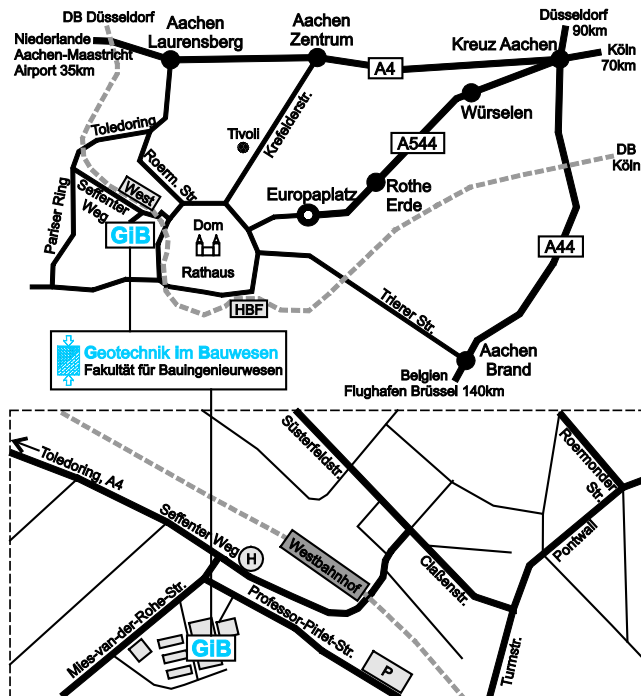 DB Düsseldorf
Niederlande
Aachen-Maastricht
Airport 35km
Aachen
Laurensberg
Aachen
Zentrum
Kreuz Aachen
Düsseldorf
90km
Köln
70km
A4
Würselen
Toledoring
Tivoli
Krefelderstr.
A544
DB
Köln
Roerm. Str.
West
Seffenter
Weg
Pariser Ring
Europaplatz
Rothe
Erde
GiB
Dom
Rathaus
A44
HBF
Trierer Str.
Geotechnik im Bauwesen
Fakultät für Bauingenieurwesen
Aachen
Brand
Belgien
Flughafen Brüssel 140km
Toledoring, A4
Süsterfeldstr.
Roermonder
Str.
Seffenter Weg
H
Westbahnhof
Pontwall
Claßenstr.
Mies-van-der-Rohe-Str.
Professor-Pirlet-Str.
GiB
P
Turmstr.